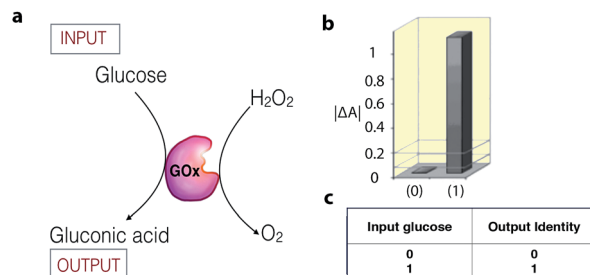 a
INPUT
Glucose
H₂O₂
GOx
Gluconic acid
O₂
OUTPUT
b
1
0.8
0.6
|ΔA|
0.4
0.2
0
(0) (1)
c
Input glucose Output Identity
0 0
1 1